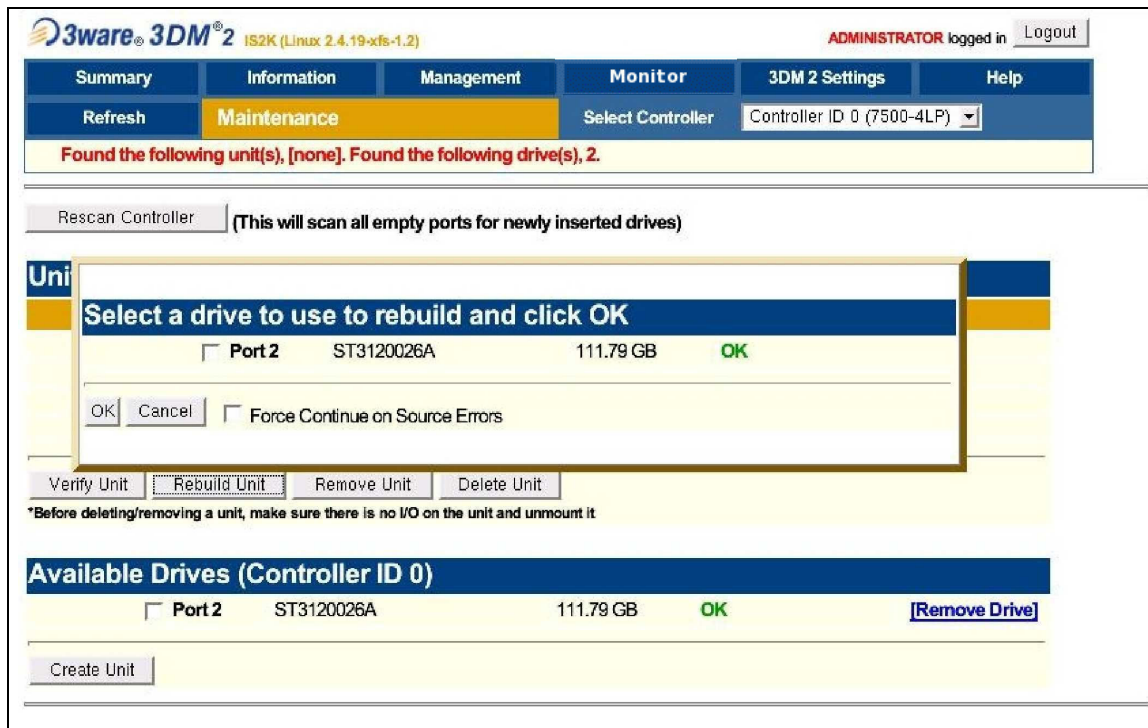 3ware® 3DM®2 IS2K (Linux 2.4.19-xfs-1.2) ADMINISTRATOR logged in Logout
Summary Information Management Monitor 3DM 2 Settings Help
Refresh Maintenance Select Controller Controller ID 0 (7500-4LP)
Found the following unit(s), [none]. Found the following drive(s), 2.
Rescan Controller (This will scan all empty ports for newly inserted drives)
Uni
Select a drive to use to rebuild and click OK
Port 2 ST3120026A 111.79 GB OK
OK Cancel Force Continue on Source Errors
Verify Unit Rebuild Unit Remove Unit Delete Unit
*Before deleting/removing a unit, make sure there is no I/O on the unit and unmount it
Available Drives (Controller ID 0)
Port 2 ST3120026A 111.79 GB OK [Remove Drive]
Create Unit